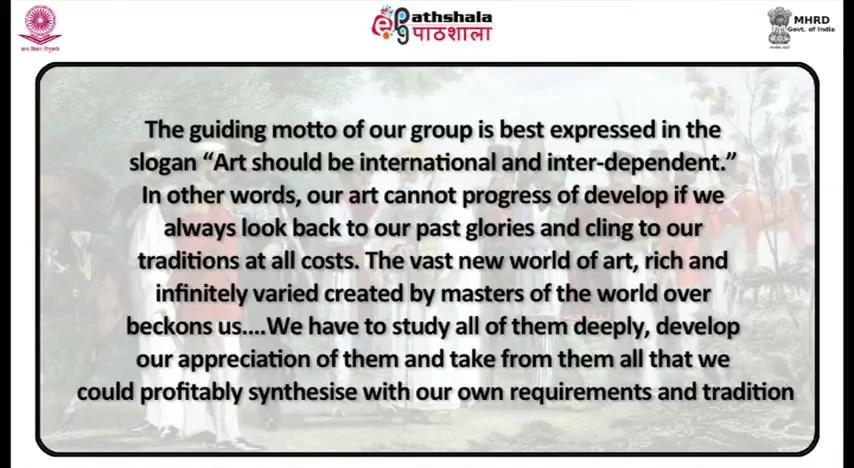 Pathshala
पाठशाला
MHRD
Govt. of India
The guiding motto of our group is best expressed in the
slogan “Art should be international and inter-dependent.”
In other words, our art cannot progress of develop if we
always look back to our past glories and cling to our
traditions at all costs. The vast new world of art, rich and
infinitely varied created by masters of the world over
beckons us....We have to study all of them deeply, develop
our appreciation of them and take from them all that we
could profitably synthesise with our own requirements and tradition